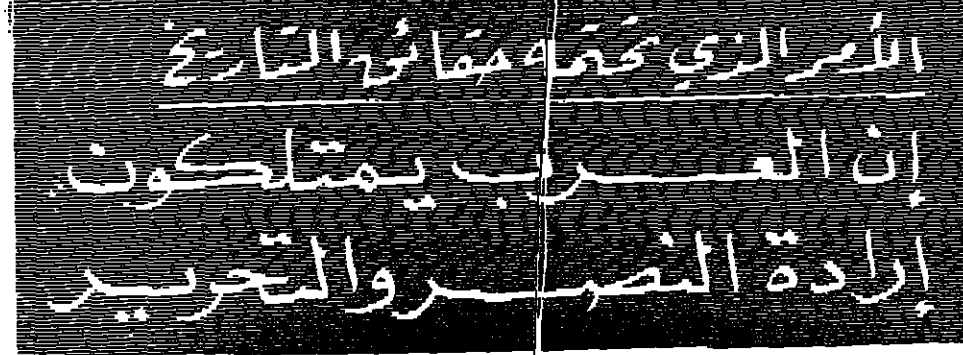 الأمر الذي تحتمه حقائق التاريخ
إن العرب يمتلكون
إرادة النصر والتحرير